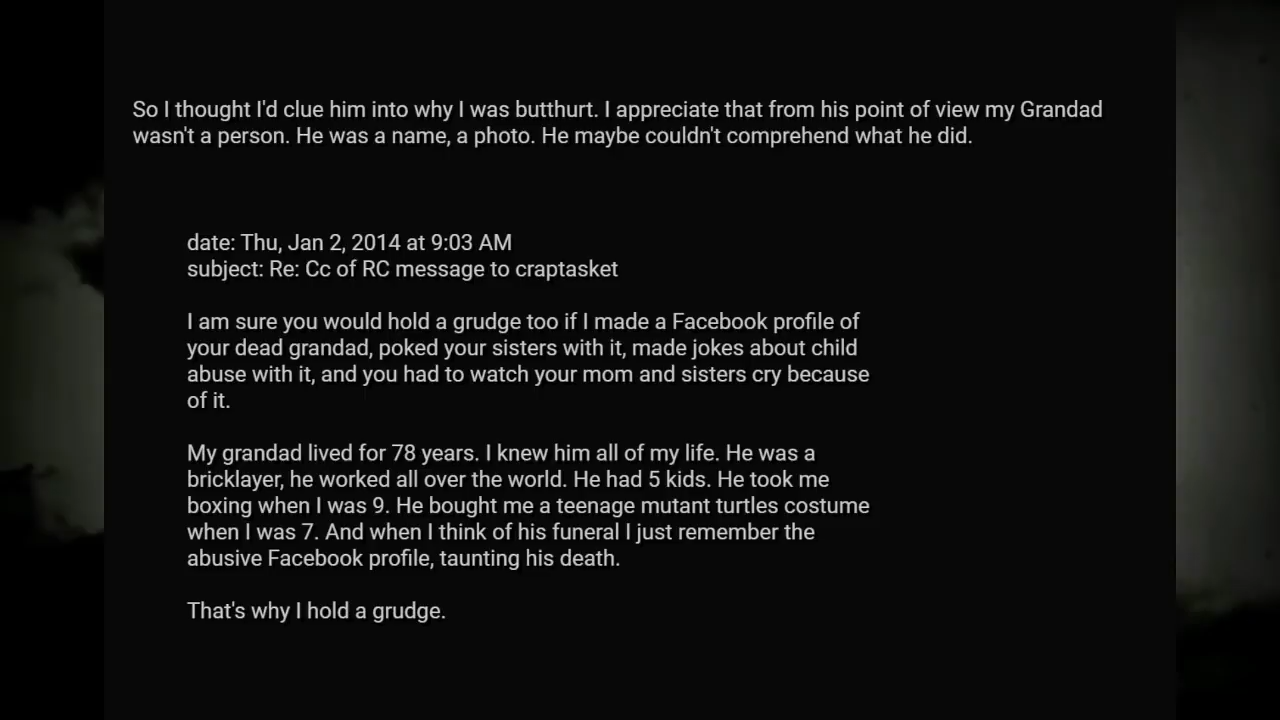 So I thought I'd clue him into why I was butthurt. I appreciate that from his point of view my Grandad
wasn't a person. He was a name, a photo. He maybe couldn't comprehend what he did.
date: Thu, Jan 2, 2014 at 9:03 AM
subject: Re: Cc of RC message to craptasket
I am sure you would hold a grudge too if I made a Facebook profile of
your dead grandad, poked your sisters with it, made jokes about child
abuse with it, and you had to watch your mom and sisters cry because
of it.
My grandad lived for 78 years. I knew him all of my life. He was a
bricklayer, he worked all over the world. He had 5 kids. He took me
boxing when I was 9. He bought me a teenage mutant turtles costume
when I was 7. And when I think of his funeral I just remember the
abusive Facebook profile, taunting his death.
That's why I hold a grudge.